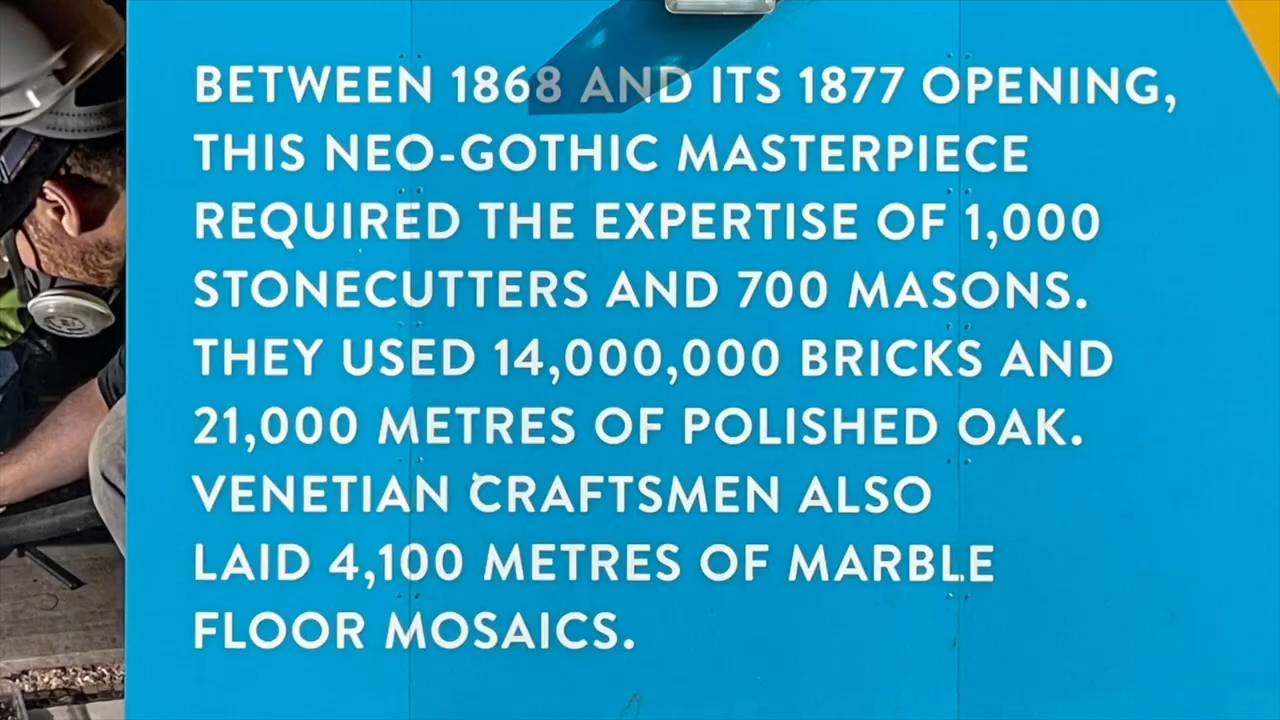 BETWEEN 1868 AND ITS 1877 OPENING,
THIS NEO-GOTHIC MASTERPIECE
REQUIRED THE EXPERTISE OF 1,000
STONECUTTERS AND 700 MASONS.
THEY USED 14,000,000 BRICKS AND
21,000 METRES OF POLISHED OAK.
VENETIAN CRAFTSMEN ALSO
LAID 4,100 METRES OF MARBLE
FLOOR MOSAICS.